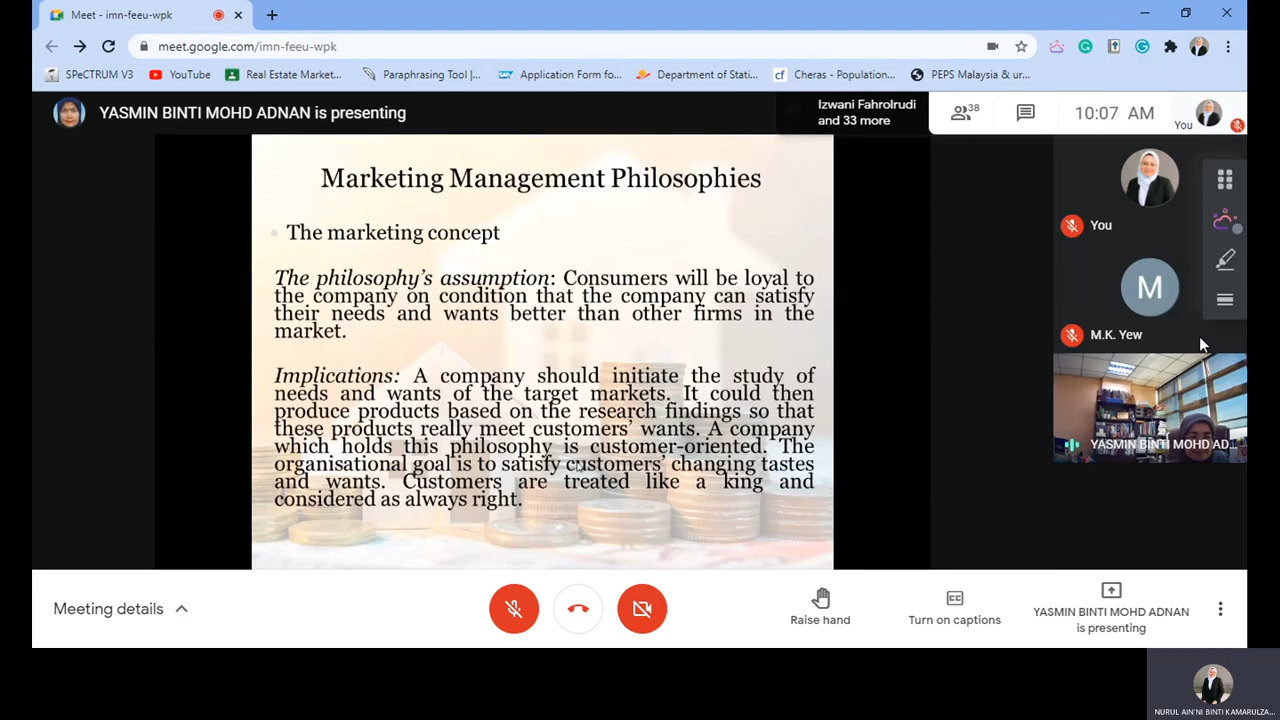 Meet - imn-feeu-wpk
meet.google.com/imn-feeu-wpk
SPeCTRUM V3
YouTube
Real Estate Market...
Paraphrasing Tool |...
Application Form fo...
Department of Stati...
cf
Cheras - Population...
PEPS Malaysia & ur...
YASMIN BINTI MOHD ADNAN is presenting
Izwani Fahrolrudi
and 33 more
38
10:07 AM
You
Marketing Management Philosophies
The marketing concept
The philosophy's assumption: Consumers will be loyal to
the company on condition that the company can satisfy
their needs and wants better than other firms in the
market.
Implications: A company should initiate the study of
needs and wants of the target markets. It could then
produce products based on the research findings so that
these products really meet customers' wants. A company
which holds this philosophy is customer-oriented. The
organisational goal is to satisfy customers' changing tastes
and wants. Customers are treated like a king and
considered as always right.
You
M
M.K. Yew
YASMIN BINTI MOHD AD...
Meeting details
Raise hand
CC
Turn on captions
YASMIN BINTI MOHD ADNAN
is presenting
NURUL AIN'NI BINTI KAMARULZA...